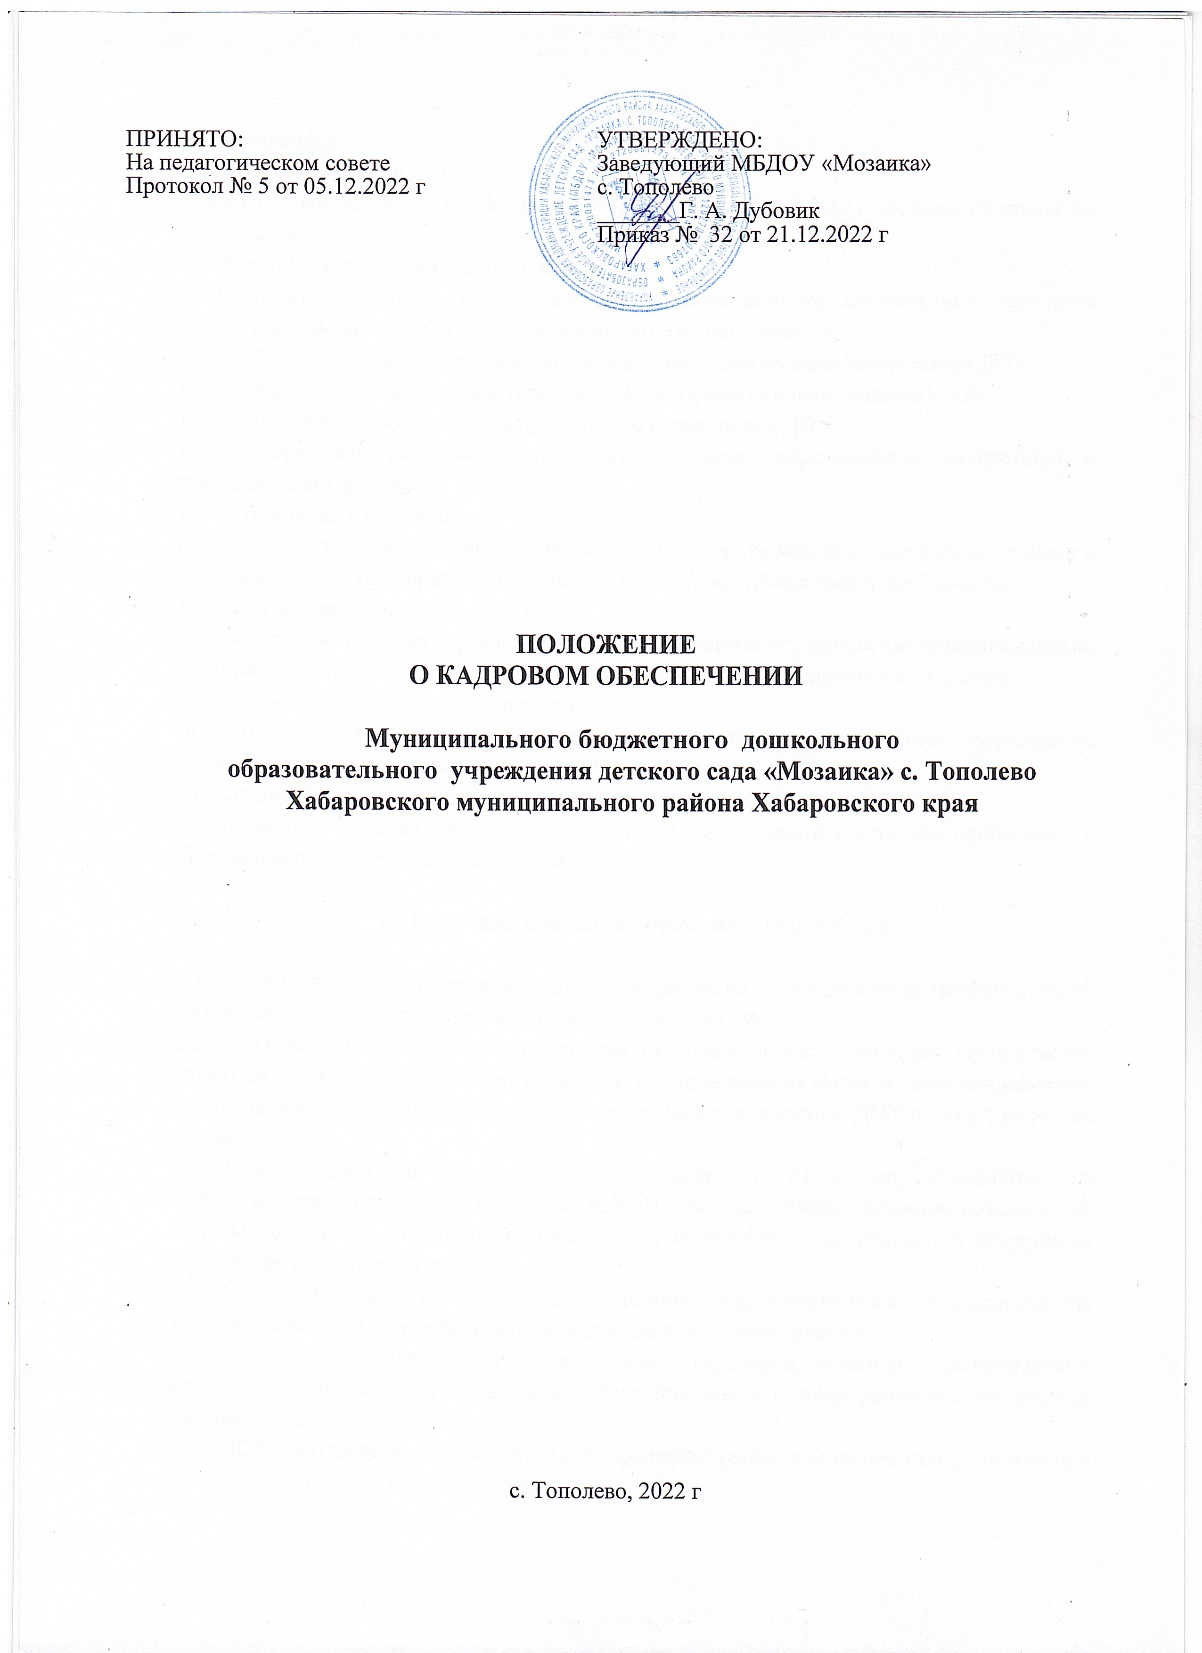 ПРИНЯТО:
На педагогическом совете
Протокол № 5 от 05.12.2022 г
УТВЕРЖДЕНО:
Заведующий МБДОУ «Мозаика»
с. Тополево
_______Г. А. Дубовик
Приказ № 32 от 21.12.2022 г
ПОЛОЖЕНИЕ
О КАДРОВОМ ОБЕСПЕЧЕНИИ
Муниципального бюджетного дошкольного
образовательного учреждения детского сада «Мозаика» с. Тополево
Хабаровского муниципального района Хабаровского края
с. Тополево, 2022 г